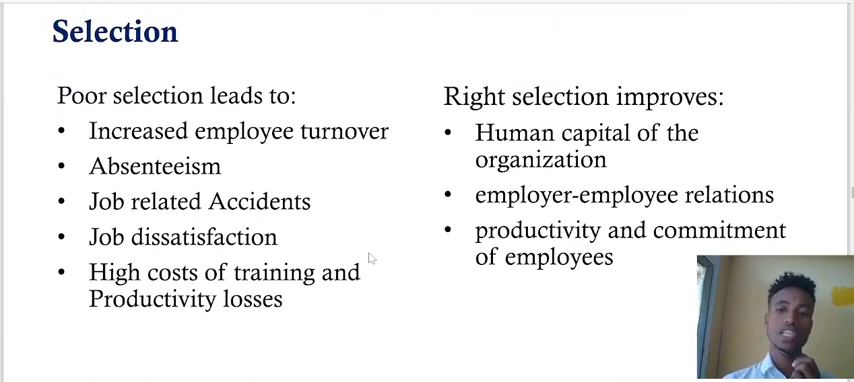 Selection
Poor selection leads to:
• Increased employee turnover
• Absenteeism
• Job related Accidents
• Job dissatisfaction
• High costs of training and
Productivity losses
Right selection improves:
• Human capital of the
organization
• employer-employee relations
• productivity and commitment
of employees